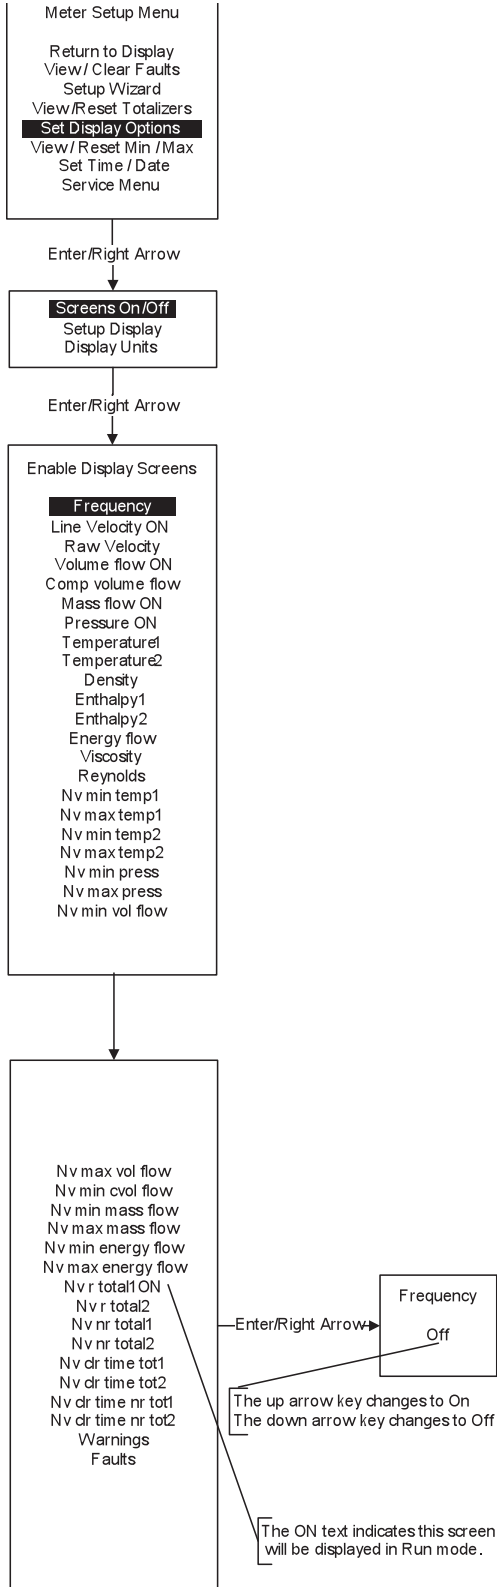 Meter Setup Menu
Return to Display
View / Clear Faults
Setup Wizard
View /Reset Totalizers
Set Display Options
View / Reset Min / Max
Set Time / Date
Service Menu
Enter/Right Arrow
Screens On/Off
Setup Display
Display Units
Enter/Right Arrow
Enable Display Screens
Frequency
Line Velocity ON
Raw Velocity
Volume flow ON
Comp volume flow
Mass flow ON
Pressure ON
Temperature1
Temperature2
Density
Enthalpy1
Enthalpy2
Energy flow
Viscosity
Reynolds
Nv min temp1
Nv max temp1
Nv min temp2
Nv max temp2
Nv min press
Nv max press
Nv min vol flow
Nv max vol flow
Nv min cvol flow
Nv min mass flow
Nv max mass flow
Nv min energy flow
Nv max energy flow
Nv r total1 ON
Nv r total2
Nv nr total1
Nv nr total2
Nv clr time tot1
Nv clr time tot2
Nv clr time nr tot1
Nv clr time nr tot2
Warnings
Faults
Enter/Right Arrow
Frequency
Off
The up arrow key changes to On
The down arrow key changes to Off
The ON text indicates this screen
will be displayed in Run mode.